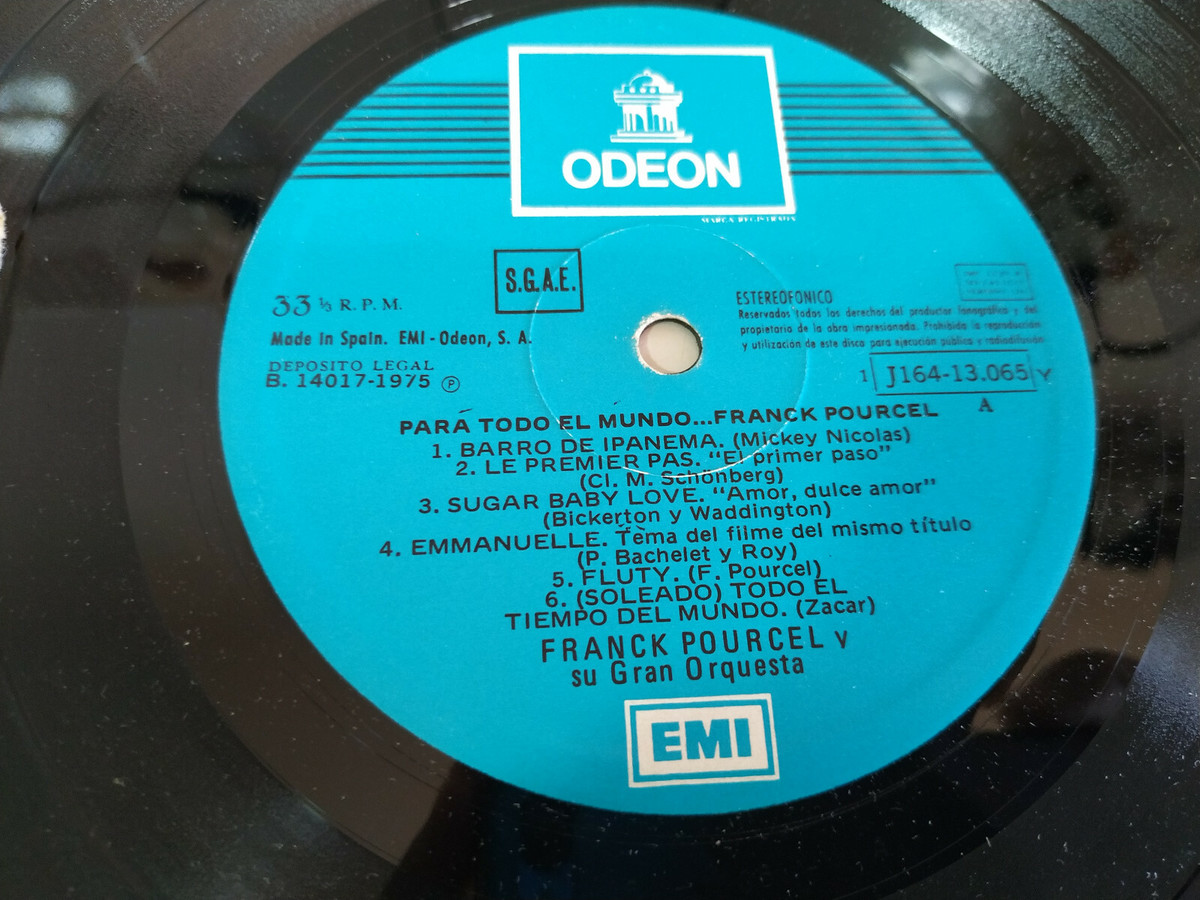 ODEON
MARCA REGISTRADA
S.G.A.E.
33 ⅓ R. P. M.
Made in Spain. EMI - Odeon, S. A.
DEPOSITO LEGAL
B. 14017-1975 ℗
ESTEREOFONICO
Reservados todos los derechos del productor fonográfico y del
propietario de la obra impresionada. Prohibida la reproducción
y utilización de este disco para ejecución pública y radiodifusión
1 J164-13.065 Y
A
PARA TODO EL MUNDO...FRANCK POURCEL
1. BARRO DE IPANEMA. (Mickey Nicolas)
2. LE PREMIER PAS. "El primer paso"
(Cl. M. Schönberg)
3. SUGAR BABY LOVE. "Amor, dulce amor"
(Bickerton y Waddington)
4. EMMANUELLE. Tema del filme del mismo título
(P. Bachelet y Roy)
5. FLUTY. (F. Pourcel)
6. (SOLEADO) TODO EL
TIEMPO DEL MUNDO. (Zacar)
FRANCK POURCEL y
su Gran Orquesta
EMI